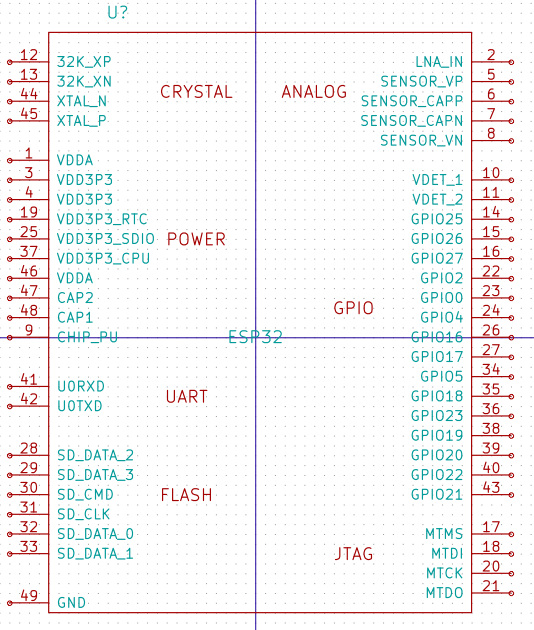 U?
12 32K_XP
13 32K_XN
44 XTAL_N
45 XTAL_P
CRYSTAL
1 VDDA
3 VDD3P3
4 VDD3P3
19 VDD3P3_RTC
25 VDD3P3_SDIO
37 VDD3P3_CPU
46 VDDA
47 CAP2
48 CAP1
9 CHIP_PU
POWER
41 U0RXD
42 U0TXD
UART
28 SD_DATA_2
29 SD_DATA_3
30 SD_CMD
31 SD_CLK
32 SD_DATA_0
33 SD_DATA_1
FLASH
49 GND
ESP32
ANALOG
LNA_IN 2
SENSOR_VP 5
SENSOR_CAPP 6
SENSOR_CAPN 7
SENSOR_VN 8
VDET_1 10
VDET_2 11
GPIO25 14
GPIO26 15
GPIO27 16
GPIO2 22
GPIO0 23
GPIO4 24
GPIO16 26
GPIO17 27
GPIO5 34
GPIO18 35
GPIO23 36
GPIO19 38
GPIO20 39
GPIO22 40
GPIO21 43
GPIO
MTMS 17
MTDI 18
MTCK 20
MTDO 21
JTAG